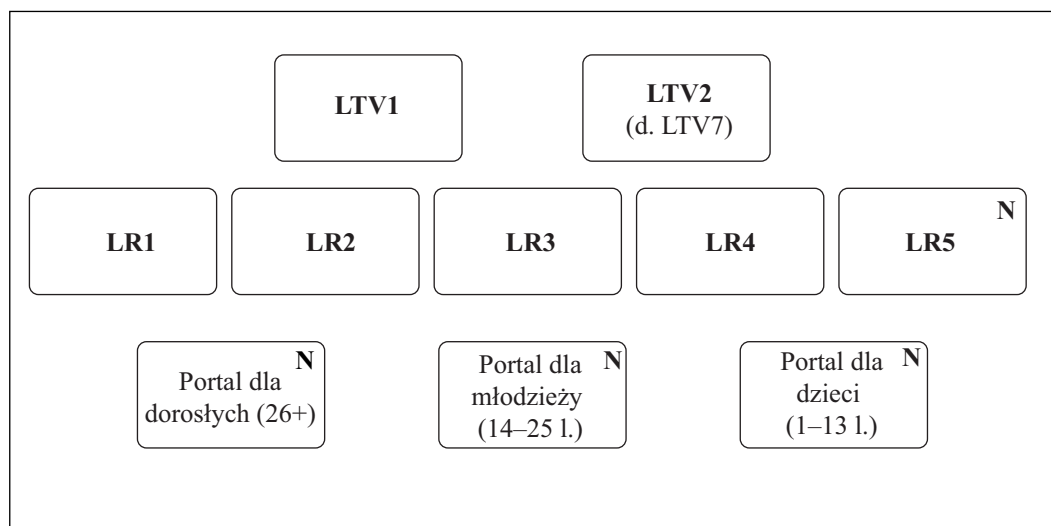 LTV1
LTV2
(d. LTV7)
LR1
LR2
LR3
LR4
N
LR5
N
Portal dla
dorosłych (26+)
N
Portal dla
młodzieży
(14–25 l.)
N
Portal dla
dzieci
(1–13 l.)